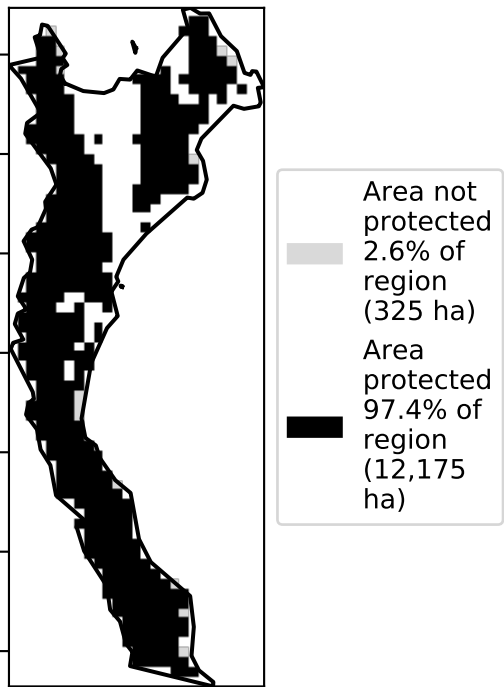 Area not
protected
2.6% of
region
(325 ha)
Area
protected
97.4% of
region
(12,175
ha)